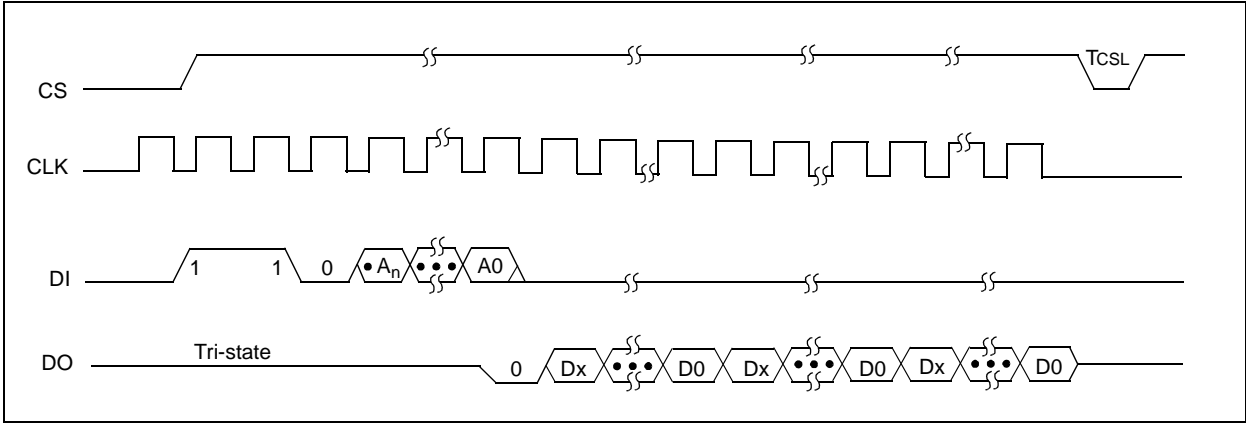 CS TCSL
CLK
DI 1 1 0 • An • • • A0
DO Tri-state 0 Dx • • • D0 Dx • • • D0 Dx • • • D0